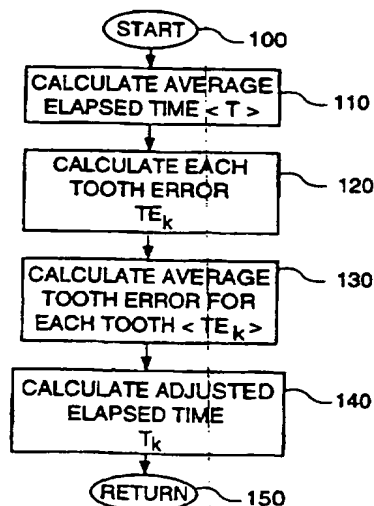 START
100
CALCULATE AVERAGE
ELAPSED TIME < T >
110
CALCULATE EACH
TOOTH ERROR
TEk
120
CALCULATE AVERAGE
TOOTH ERROR FOR
EACH TOOTH < TEk >
130
CALCULATE ADJUSTED
ELAPSED TIME
Tk
140
RETURN
150